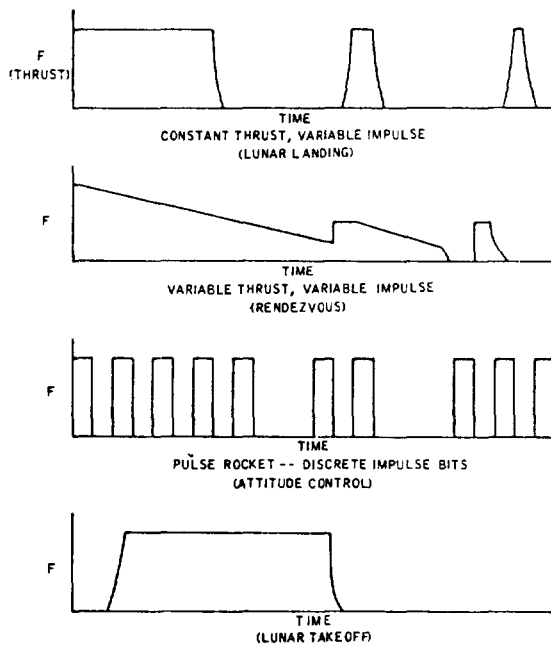 F
(THRUST)
TIME
CONSTANT THRUST, VARIABLE IMPULSE
(LUNAR LANDING)
F
TIME
VARIABLE THRUST, VARIABLE IMPULSE
(RENDEZVOUS)
F
TIME
PULSE ROCKET -- DISCRETE IMPULSE BITS
(ATTITUDE CONTROL)
F
TIME
(LUNAR TAKEOFF)